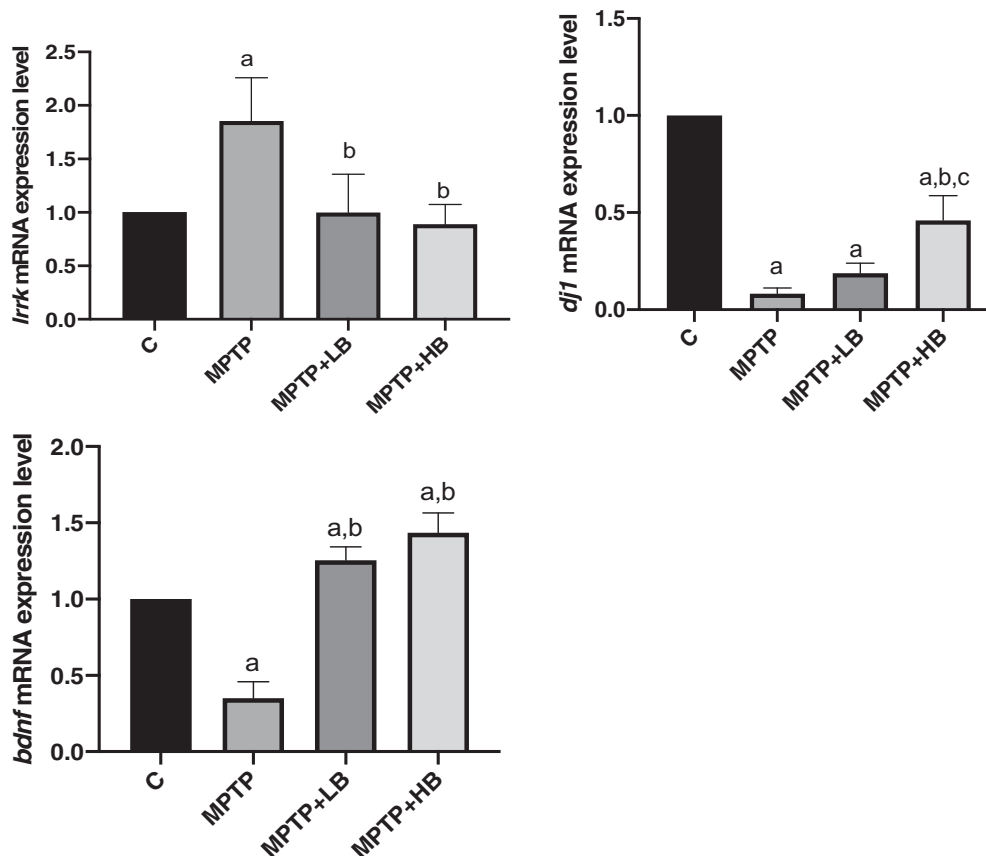 lrrk mRNA expression level
2.5
2.0
1.5
1.0
0.5
0.0
a
b
b
C
MPTP
MPTP+LB
MPTP+HB
dj1 mRNA expression level
1.5
1.0
0.5
0.0
a
a
a,b,c
C
MPTP
MPTP+LB
MPTP+HB
bdnf mRNA expression level
2.0
1.5
1.0
0.5
0.0
a
a,b
a,b
C
MPTP
MPTP+LB
MPTP+HB